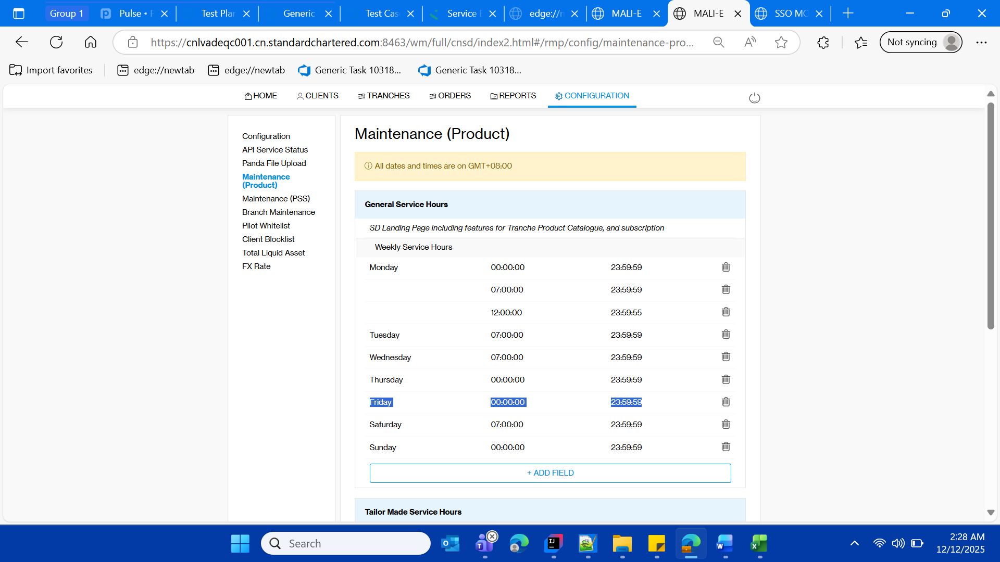 Group 1
Pulse •
Test Plan
Generic
Test Cas
Service
edge://n
MALI-E
MALI-E
SSO MO
https://cnlvadeqc001.cn.standardchartered.com:8463/wm/full/cnsd/index2.html#/rmp/config/maintenance-pro...
Not syncing
Import favorites
edge://newtab
edge://newtab
Generic Task 10318...
Generic Task 10318...
HOME
CLIENTS
TRANCHES
ORDERS
REPORTS
CONFIGURATION
Configuration
API Service Status
Panda File Upload
Maintenance
(Product)
Maintenance (PSS)
Branch Maintenance
Pilot Whitelist
Client Blocklist
Total Liquid Asset
FX Rate
Maintenance (Product)
All dates and times are on GMT+08:00
General Service Hours
SD Landing Page including features for Tranche Product Catalogue, and subscription
Weekly Service Hours
Monday 00:00:00 23:59:59
07:00:00 23:59:59
12:00:00 23:59:55
Tuesday 07:00:00 23:59:59
Wednesday 07:00:00 23:59:59
Thursday 00:00:00 23:59:59
Friday 00:00:00 23:59:59
Saturday 07:00:00 23:59:59
Sunday 00:00:00 23:59:59
+ ADD FIELD
Tailor Made Service Hours
Search
2:28 AM
12/12/2025